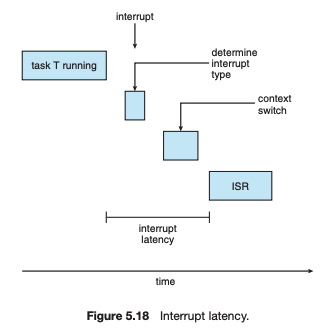 interrupt
task T running
determine
interrupt
type
context
switch
ISR
interrupt
latency
time
Figure 5.18 Interrupt latency.